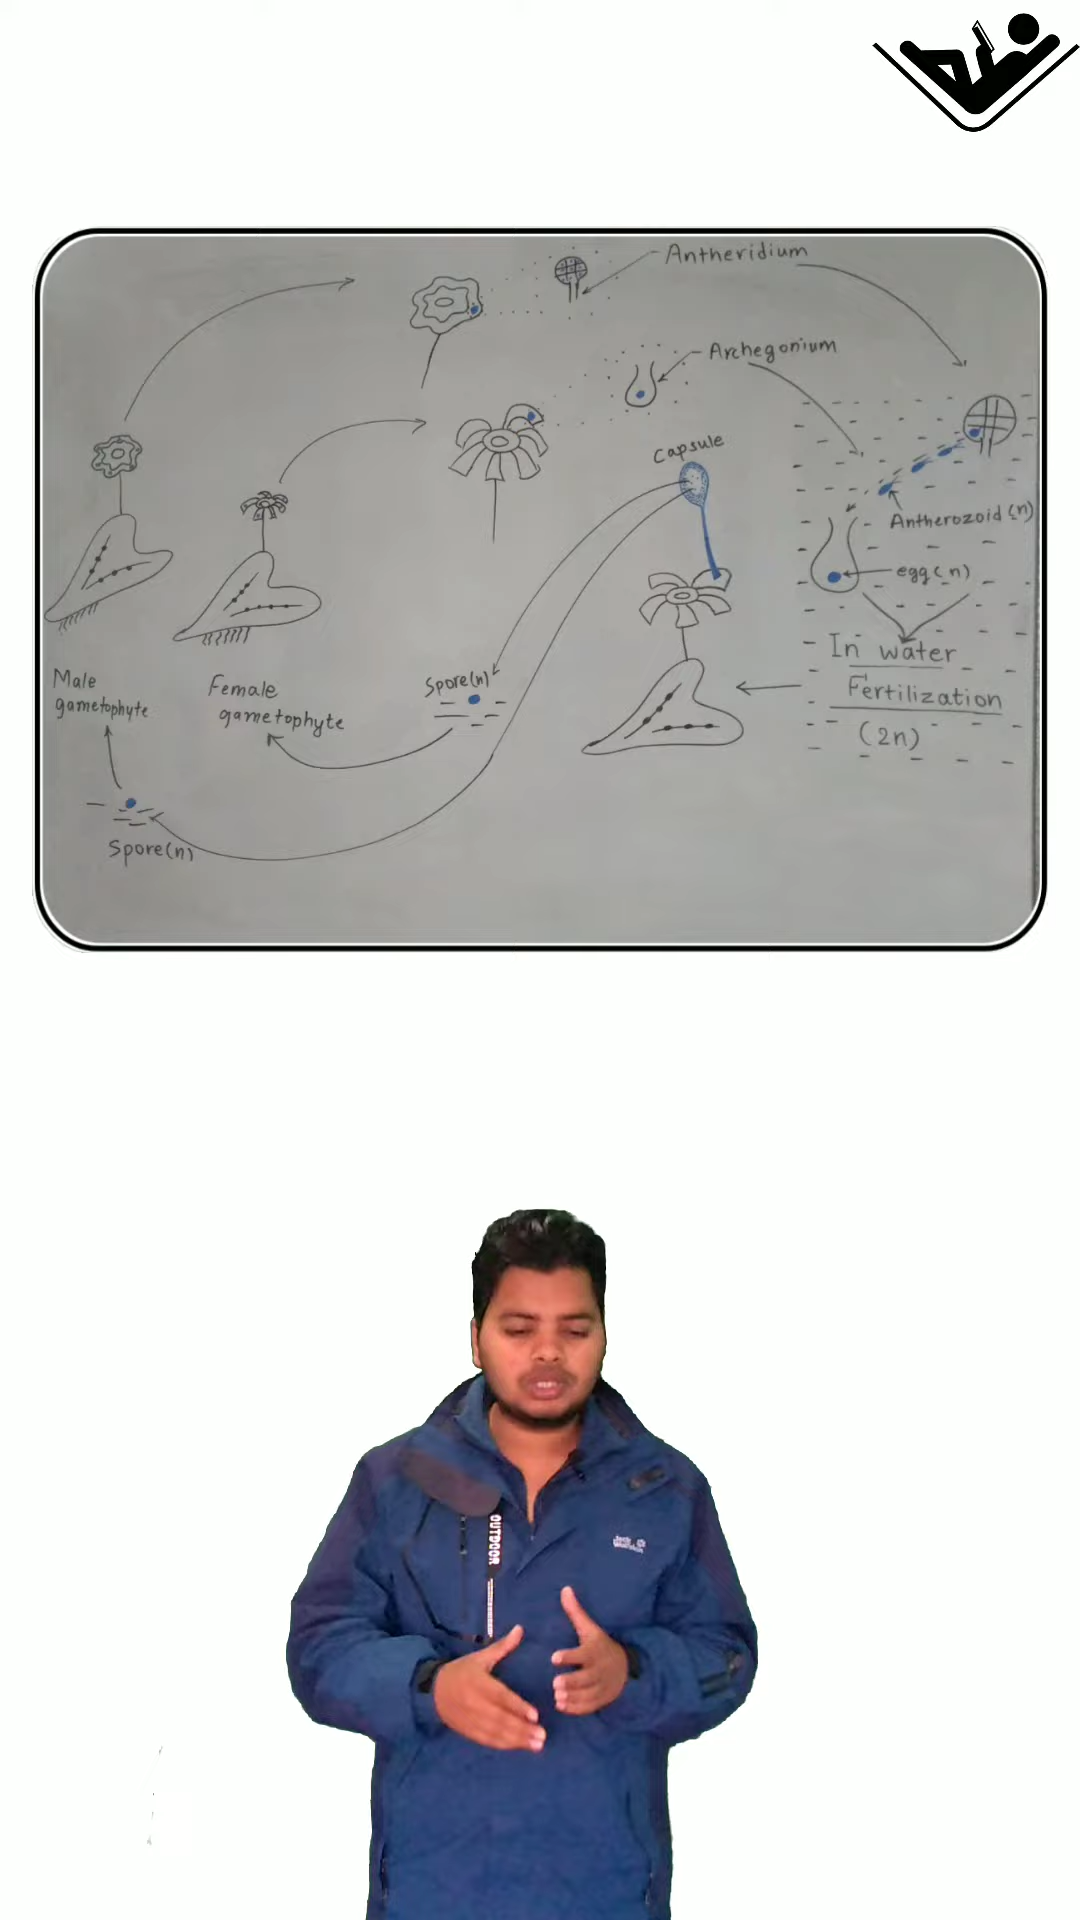 Antheridium
Archegonium
Capsule
Antherozoid (n)
egg (n)
In water
Fertilization
(2n)
Male
gametophyte
Female
gametophyte
Spore(n)
Spore(n)
OUTDOOR